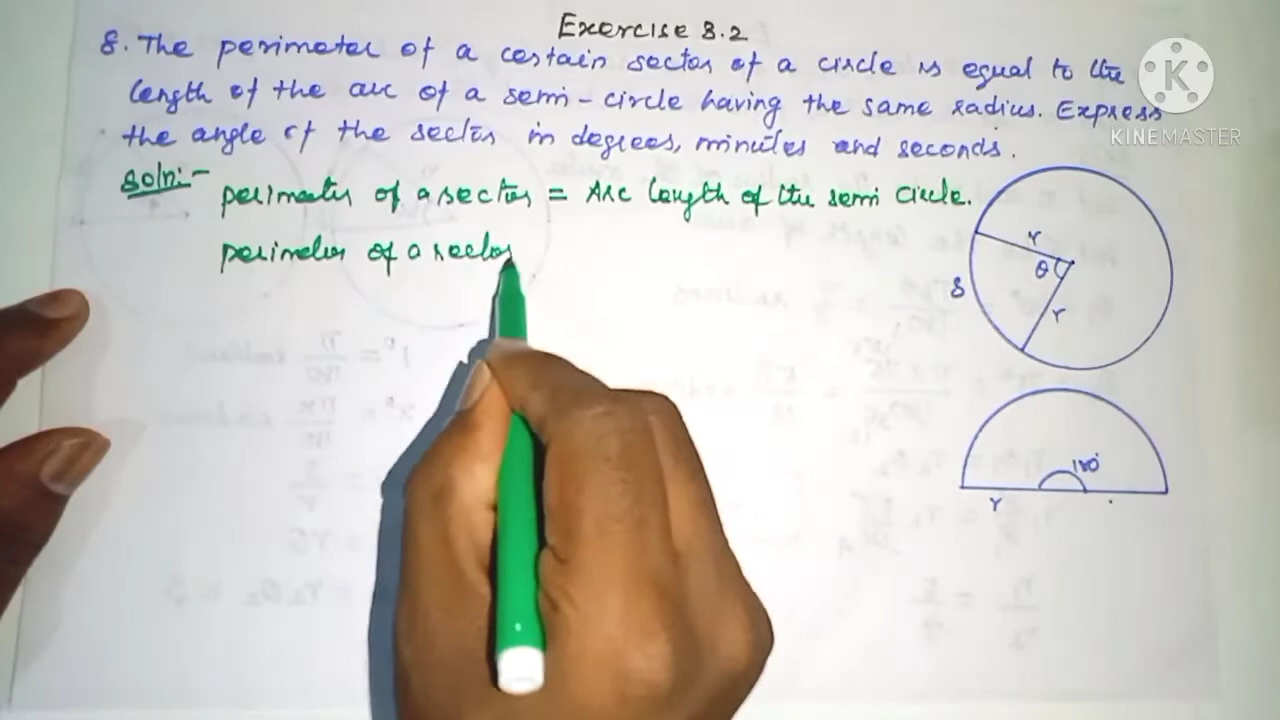 Exercise 8.2
8. The perimeter of a certain sector of a circle is equal to the
length of the arc of a semi-circle having the same radius. Express
the angle of the sector in degrees, minutes and seconds.
K
KINEMASTER
Soln:-
perimeter of a sector = Arc length of the semi circle.
perimeter of a sector
r
θ
r
S
180°
r